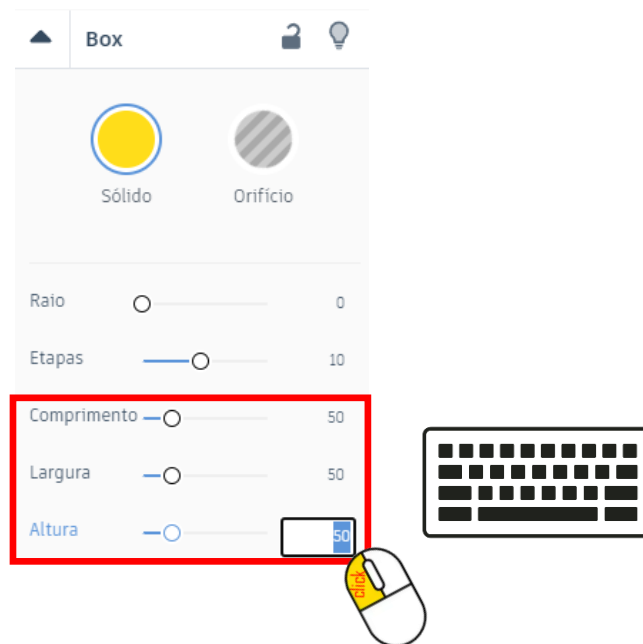 Box
Sólido Orifício
Raio 0
Etapas 10
Comprimento 50
Largura 50
Altura 50
click